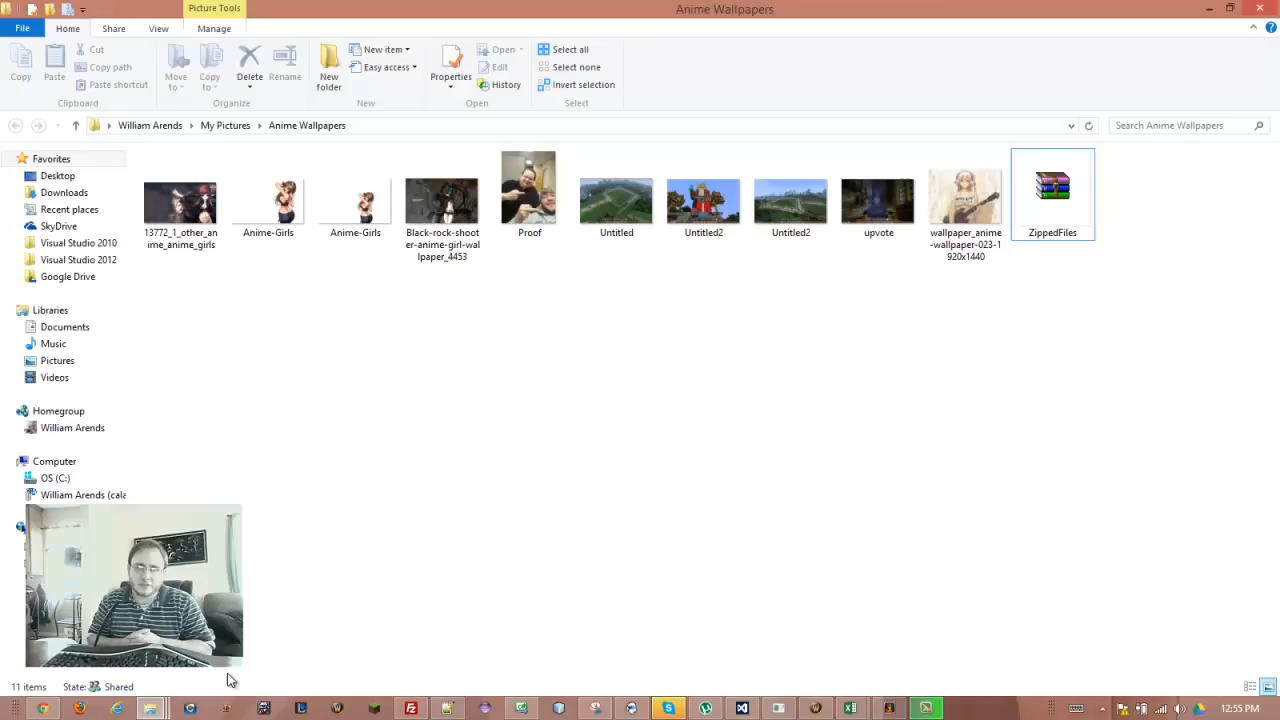 Picture Tools
Anime Wallpapers
File Home Share View Manage
Copy
Paste
Cut
Copy path
Paste shortcut
Clipboard
Move to
Copy to
Delete
Rename
Organize
New folder
New item
Easy access
New
Properties
Open
Edit
History
Open
Select all
Select none
Invert selection
Select
William Arends My Pictures Anime Wallpapers
Search Anime Wallpapers
Favorites
Desktop
Downloads
Recent places
SkyDrive
Visual Studio 2010
Visual Studio 2012
Google Drive
Libraries
Documents
Music
Pictures
Videos
Homegroup
William Arends
Computer
OS (C:)
William Arends (cala
13772_1_other_an
ime_anime_girls
Anime-Girls
Anime-Girls
Black-rock-shoot
er-anime-girl-wal
lpaper_4453
Proof
Untitled
Untitled2
Untitled2
upvote
wallpaper_anime
-wallpaper-023-1
920x1440
ZippedFiles
11 items State: Shared
12:55 PM